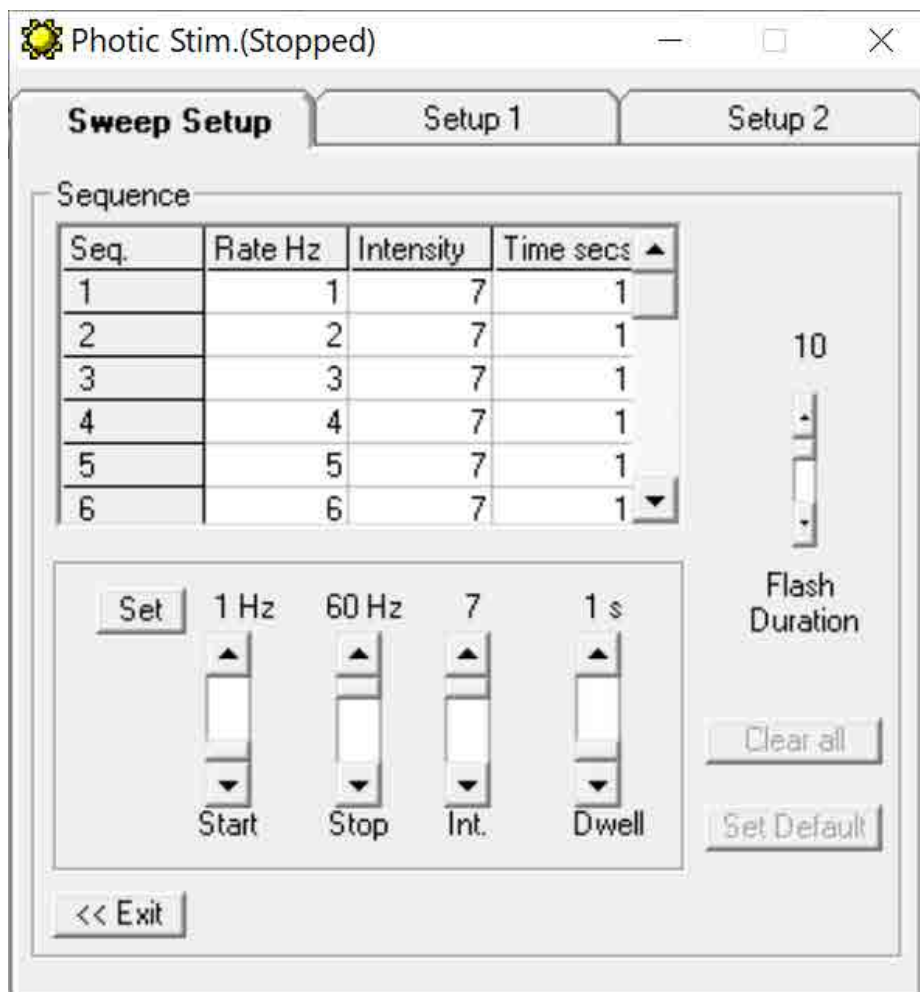 Photic Stim.(Stopped)
Sweep Setup Setup 1 Setup 2
Sequence
Seq. Rate Hz Intensity Time secs
1 1 7 1
2 2 7 1
3 3 7 1
4 4 7 1
5 5 7 1
6 6 7 1
10
Flash
Duration
Set 1 Hz 60 Hz 7 1 s
Start Stop Int. Dwell
Clear all
Set Default
<< Exit